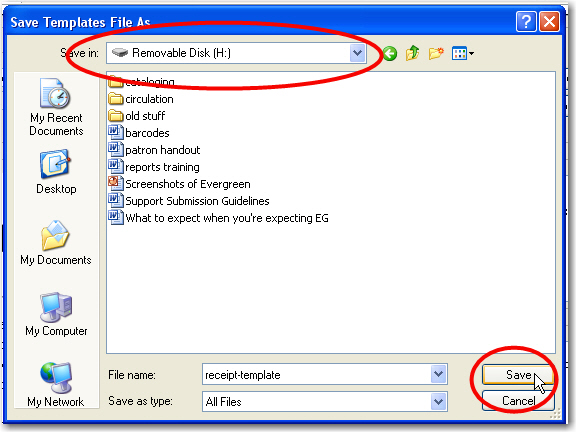 Save Templates File As
Save in: Removable Disk (H:)
cataloging
circulation
old stuff
barcodes
patron handout
reports training
Screenshots of Evergreen
Support Submission Guidelines
What to expect when you're expecting EG
My Recent
Documents
Desktop
My Documents
My Computer
My Network
File name: receipt-template Save
Save as type: All Files Cancel